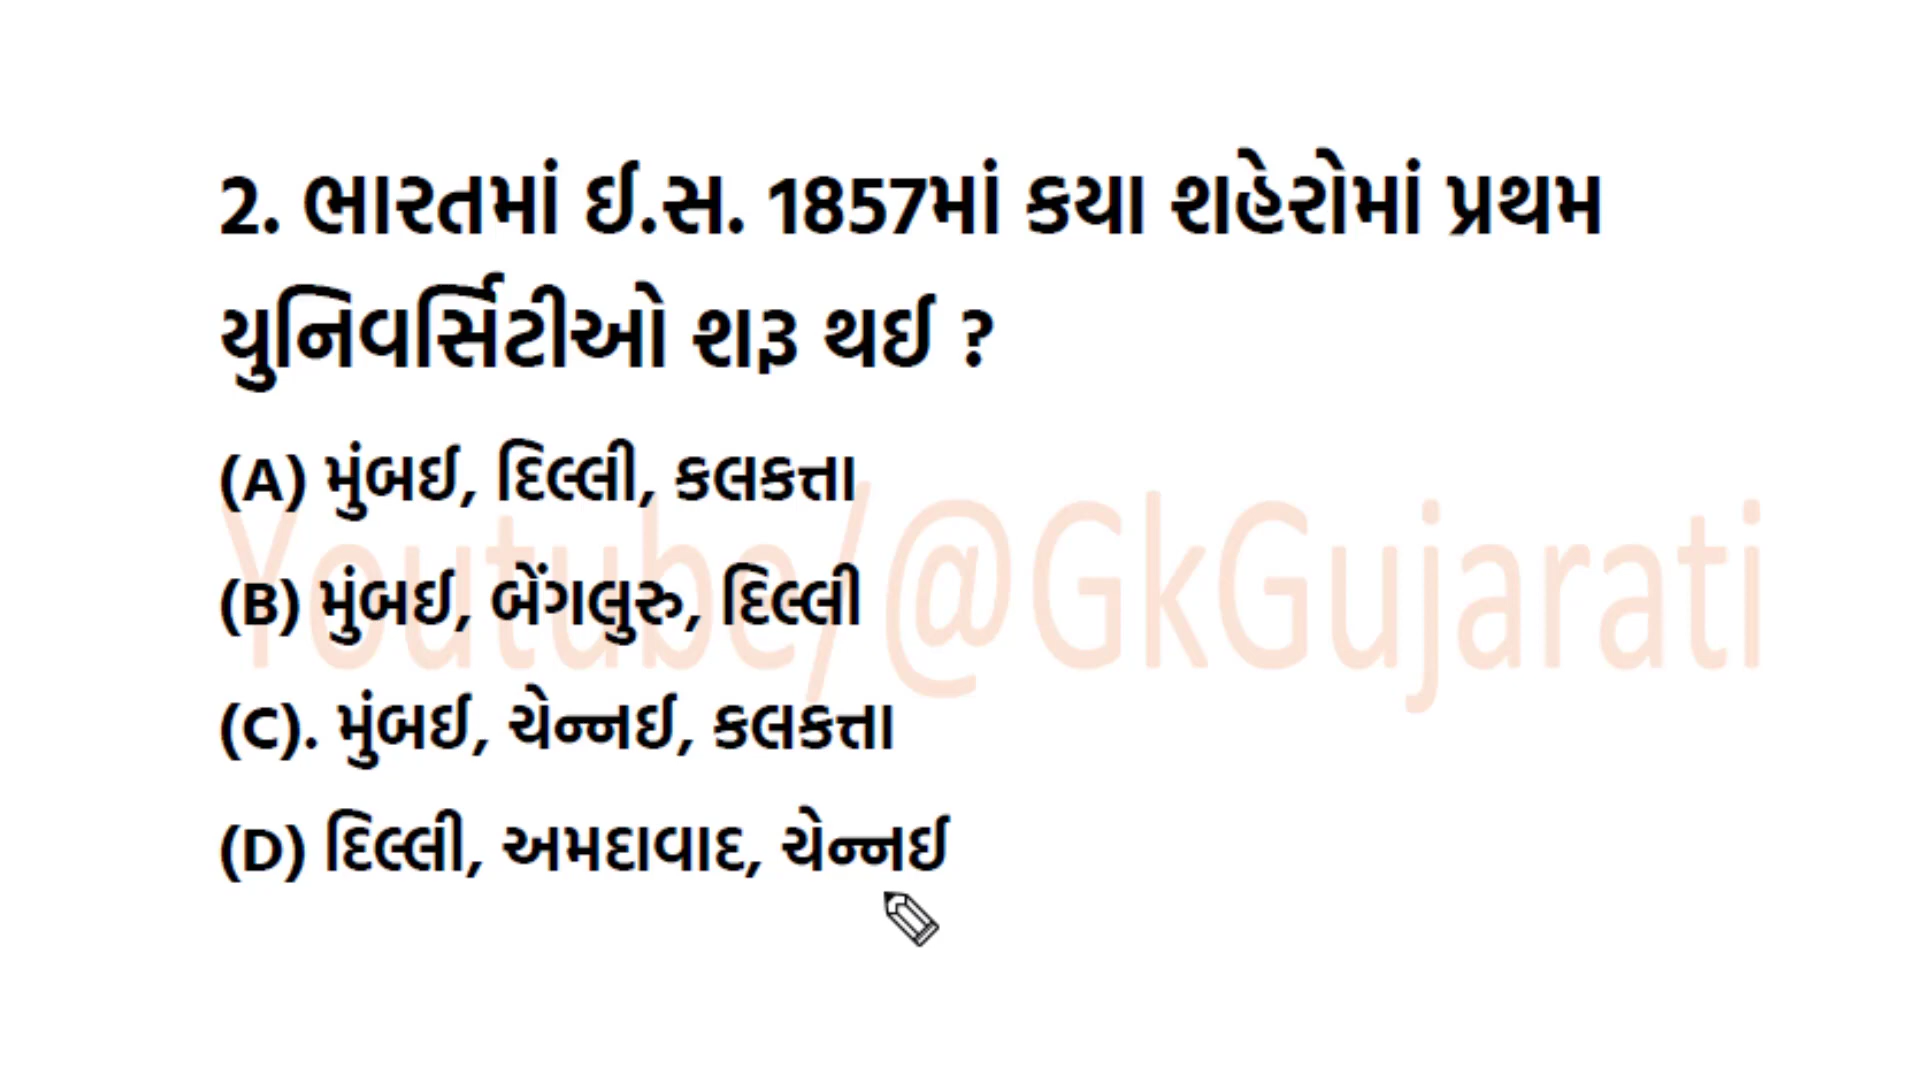 2. ભારતમાં ઈ.સ. 1857માં કયા શહેરોમાં પ્રથમ
યુનિવર્સિટીઓ શરૂ થઈ ?
(A) મુંબઈ, દિલ્લી, કલકત્તા
Youtube/@GkGujarati
(B) મુંબઈ, બેંગલુરુ, દિલ્લી
(C). મુંબઈ, ચેન્નઈ, કલકત્તા
(D) દિલ્લી, અમદાવાદ, ચેન્નઈ